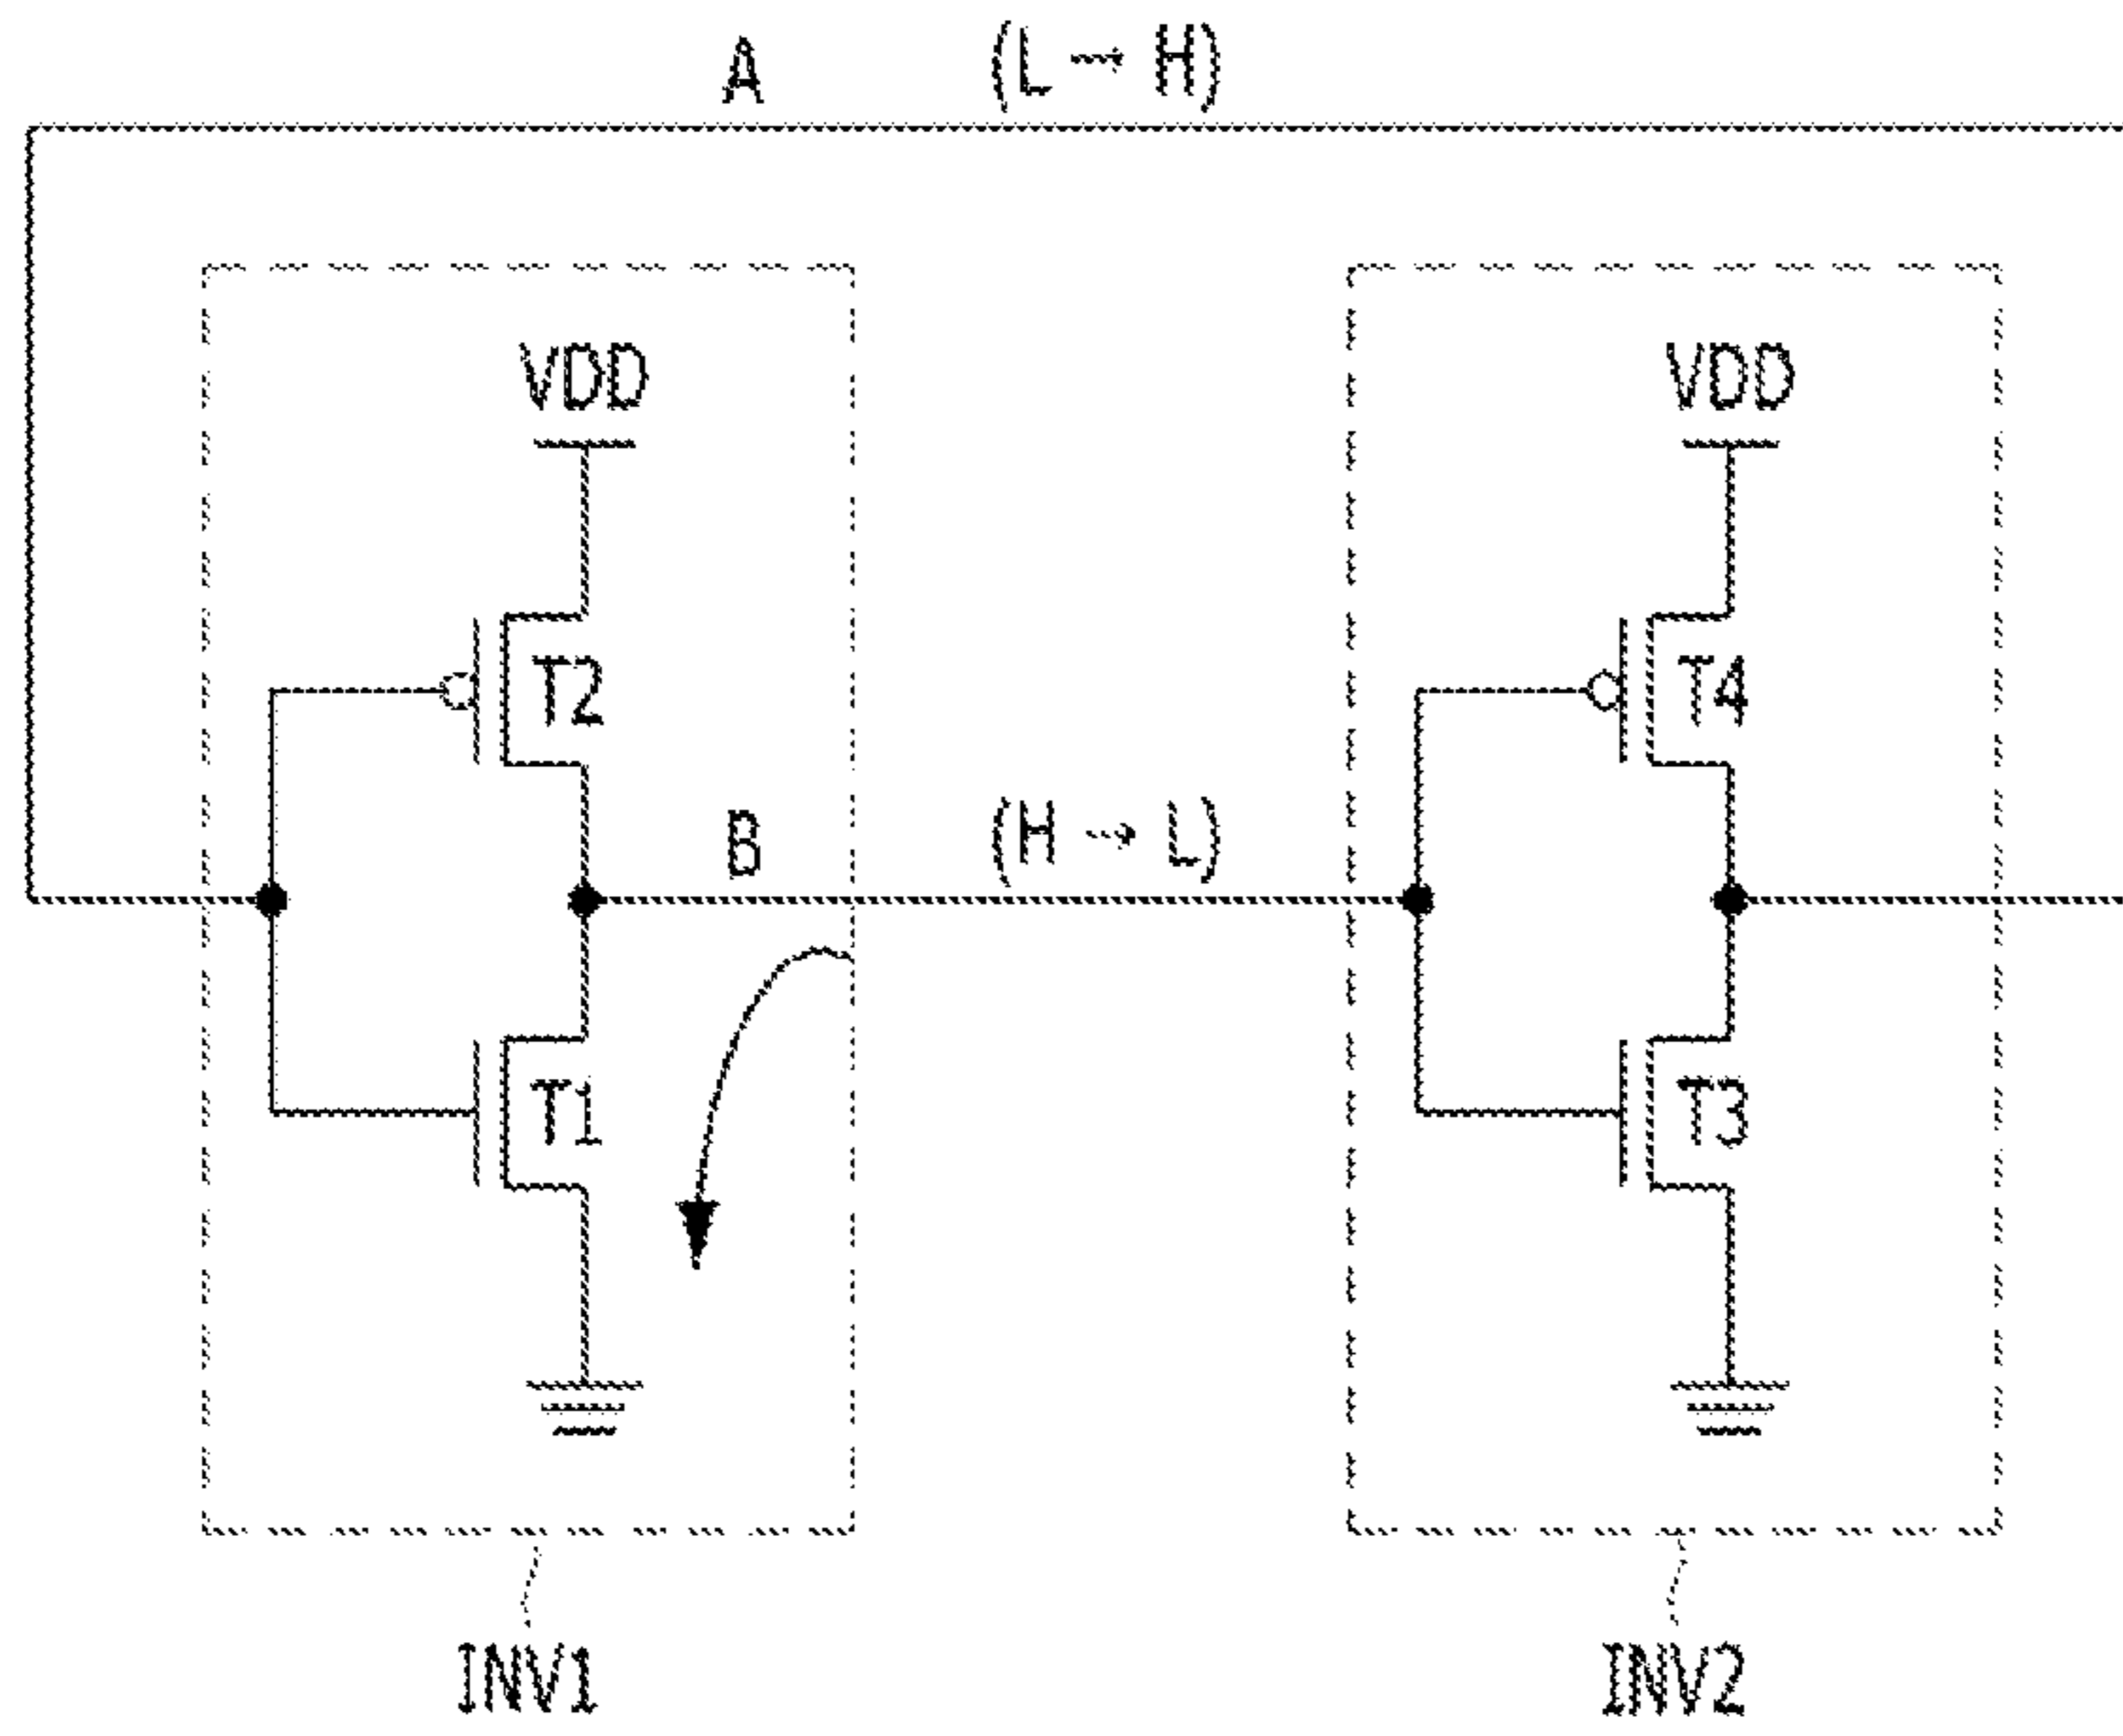 A (L → H)
VDD VDD
T2 T4
B (H → L)
T1 T3
INV1 INV2